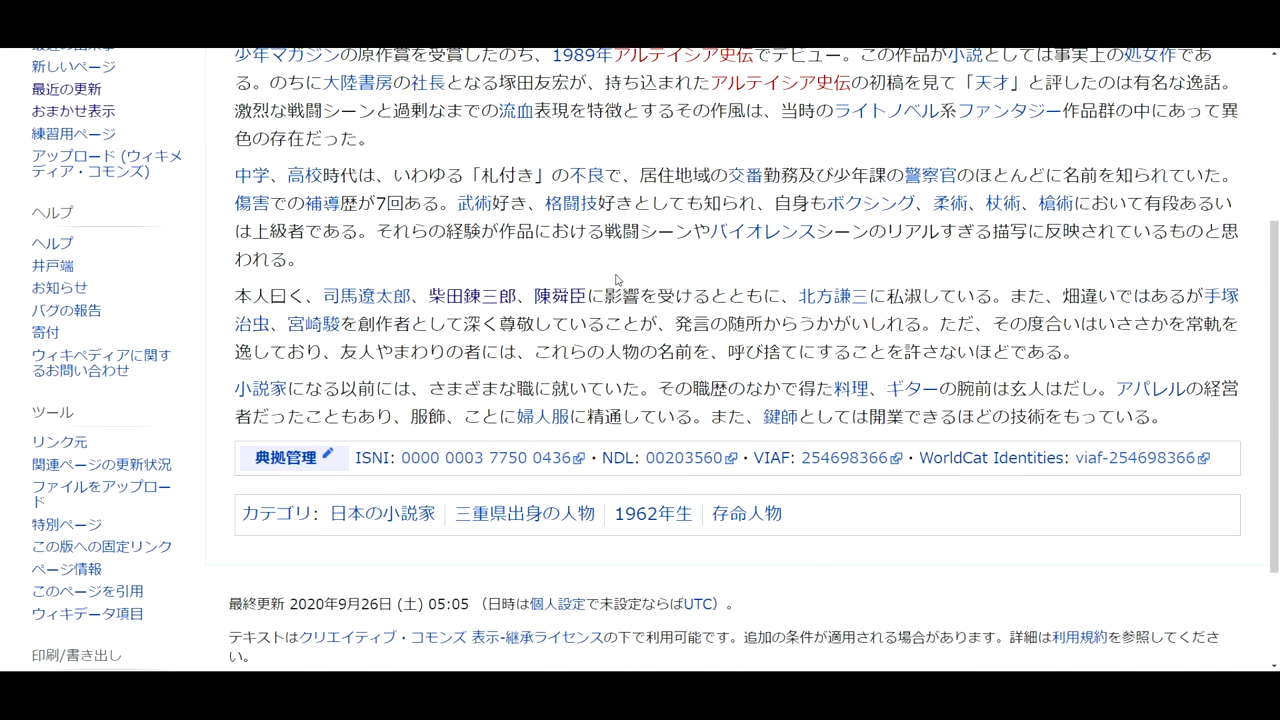 新しいページ
最近の更新
おまかせ表示
練習用ページ
アップロード (ウィキメ
ディア・コモンズ)
ヘルプ
ヘルプ
井戸端
お知らせ
バグの報告
寄付
ウィキペディアに関す
るお問い合わせ
ツール
リンク元
関連ページの更新状況
ファイルをアップロー
ド
特別ページ
この版への固定リンク
ページ情報
このページを引用
ウィキデータ項目
印刷/書き出し
少年マガジンの原作賞を受賞したのち、1989年アルテイシア史伝でデビュー。この作品が小説としては事実上の処女作であ
る。のちに大陸書房の社長となる塚田友宏が、持ち込まれたアルテイシア史伝の初稿を見て「天才」と評したのは有名な逸話。
激烈な戦闘シーンと過剰なまでの流血表現を特徴とするその作風は、当時のライトノベル系ファンタジー作品群の中にあって異
色の存在だった。
中学、高校時代は、いわゆる「札付き」の不良で、居住地域の交番勤務及び少年課の警察官のほとんどに名前を知られていた。
傷害での補導歴が7回ある。武術好き、格闘技好きとしても知られ、自身もボクシング、柔術、杖術、槍術において有段あるい
は上級者である。それらの経験が作品における戦闘シーンやバイオレンスシーンのリアルすぎる描写に反映されているものと思
われる。
本人曰く、司馬遼太郎、柴田錬三郎、陳舜臣に影響を受けるとともに、北方謙三に私淑している。また、畑違いではあるが手塚
治虫、宮崎駿を創作者として深く尊敬していることが、発言の随所からうかがいしれる。ただ、その度合いはいささかを常軌を
逸しており、友人やまわりの者には、これらの人物の名前を、呼び捨てにすることを許さないほどである。
小説家になる以前には、さまざまな職に就いていた。その職歴のなかで得た料理、ギターの腕前は玄人はだし。アパレルの経営
者だったこともあり、服飾、ことに婦人服に精通している。また、鍵師としては開業できるほどの技術をもっている。
典拠管理 ISNI: 0000 0003 7750 0436・NDL: 00203560・VIAF: 254698366・WorldCat Identities: viaf-254698366
カテゴリ: 日本の小説家 | 三重県出身の人物 | 1962年生 | 存命人物
最終更新 2020年9月26日 (土) 05:05 （日時は個人設定で未設定ならばUTC）。
テキストはクリエイティブ・コモンズ 表示-継承ライセンスの下で利用可能です。追加の条件が適用される場合があります。詳細は利用規約を参照してくださ
い。